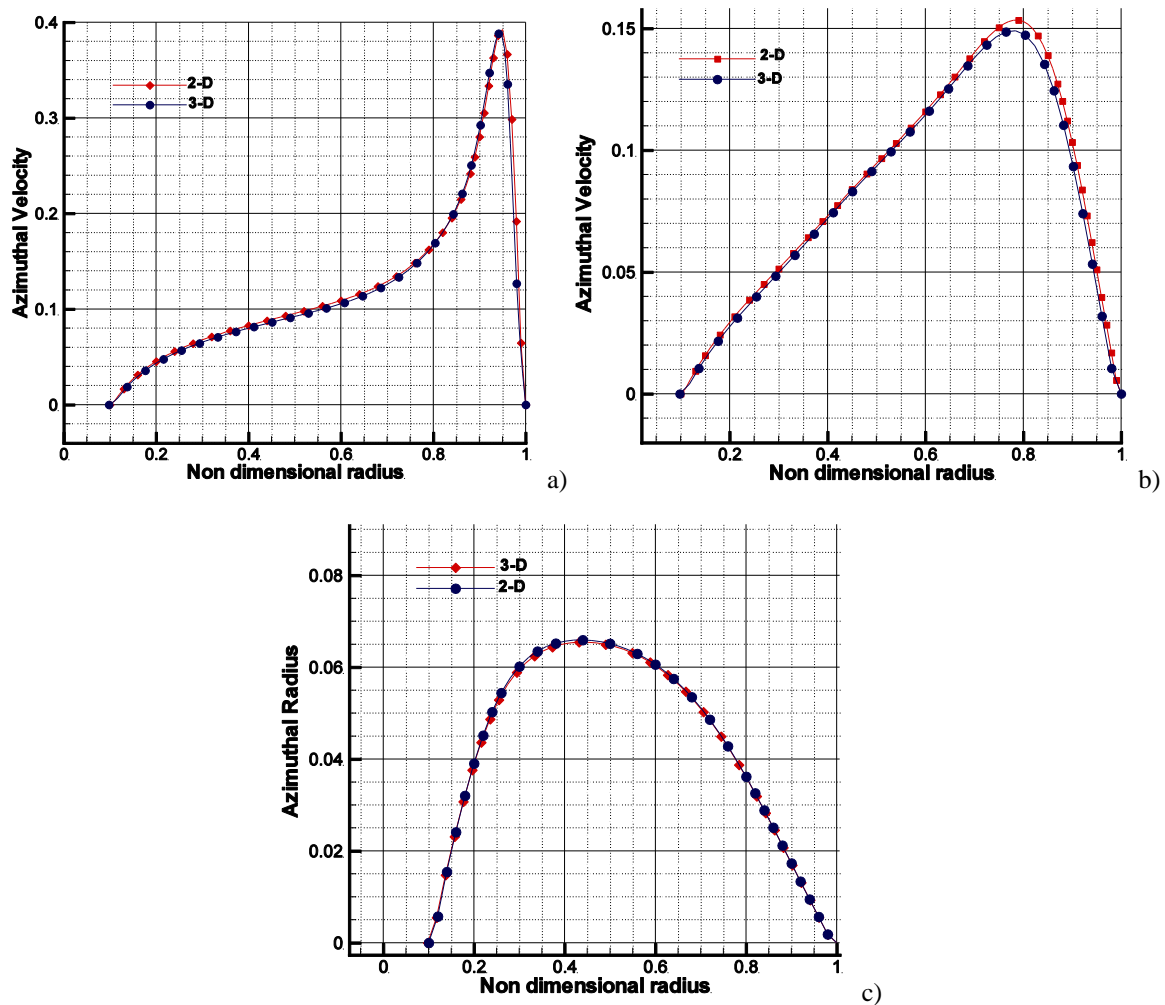 0.4
2-D
3-D
0.3
Azimuthal Velocity
0.2
0.1
0
0. 0.2 0.4 0.6 0.8 1.
Non dimensional radius.
a)
0.15
2-D
3-D
0.1
Azimuthal Velocity
0.05
0
0.2 0.4 0.6 0.8 1.
Non dimensional radius
b)
3-D
2-D
0.08
0.06
Azimuthal Radius
0.04
0.02
0
0. 0.2 0.4 0.6 0.8 1.
Non dimensional radius
c)